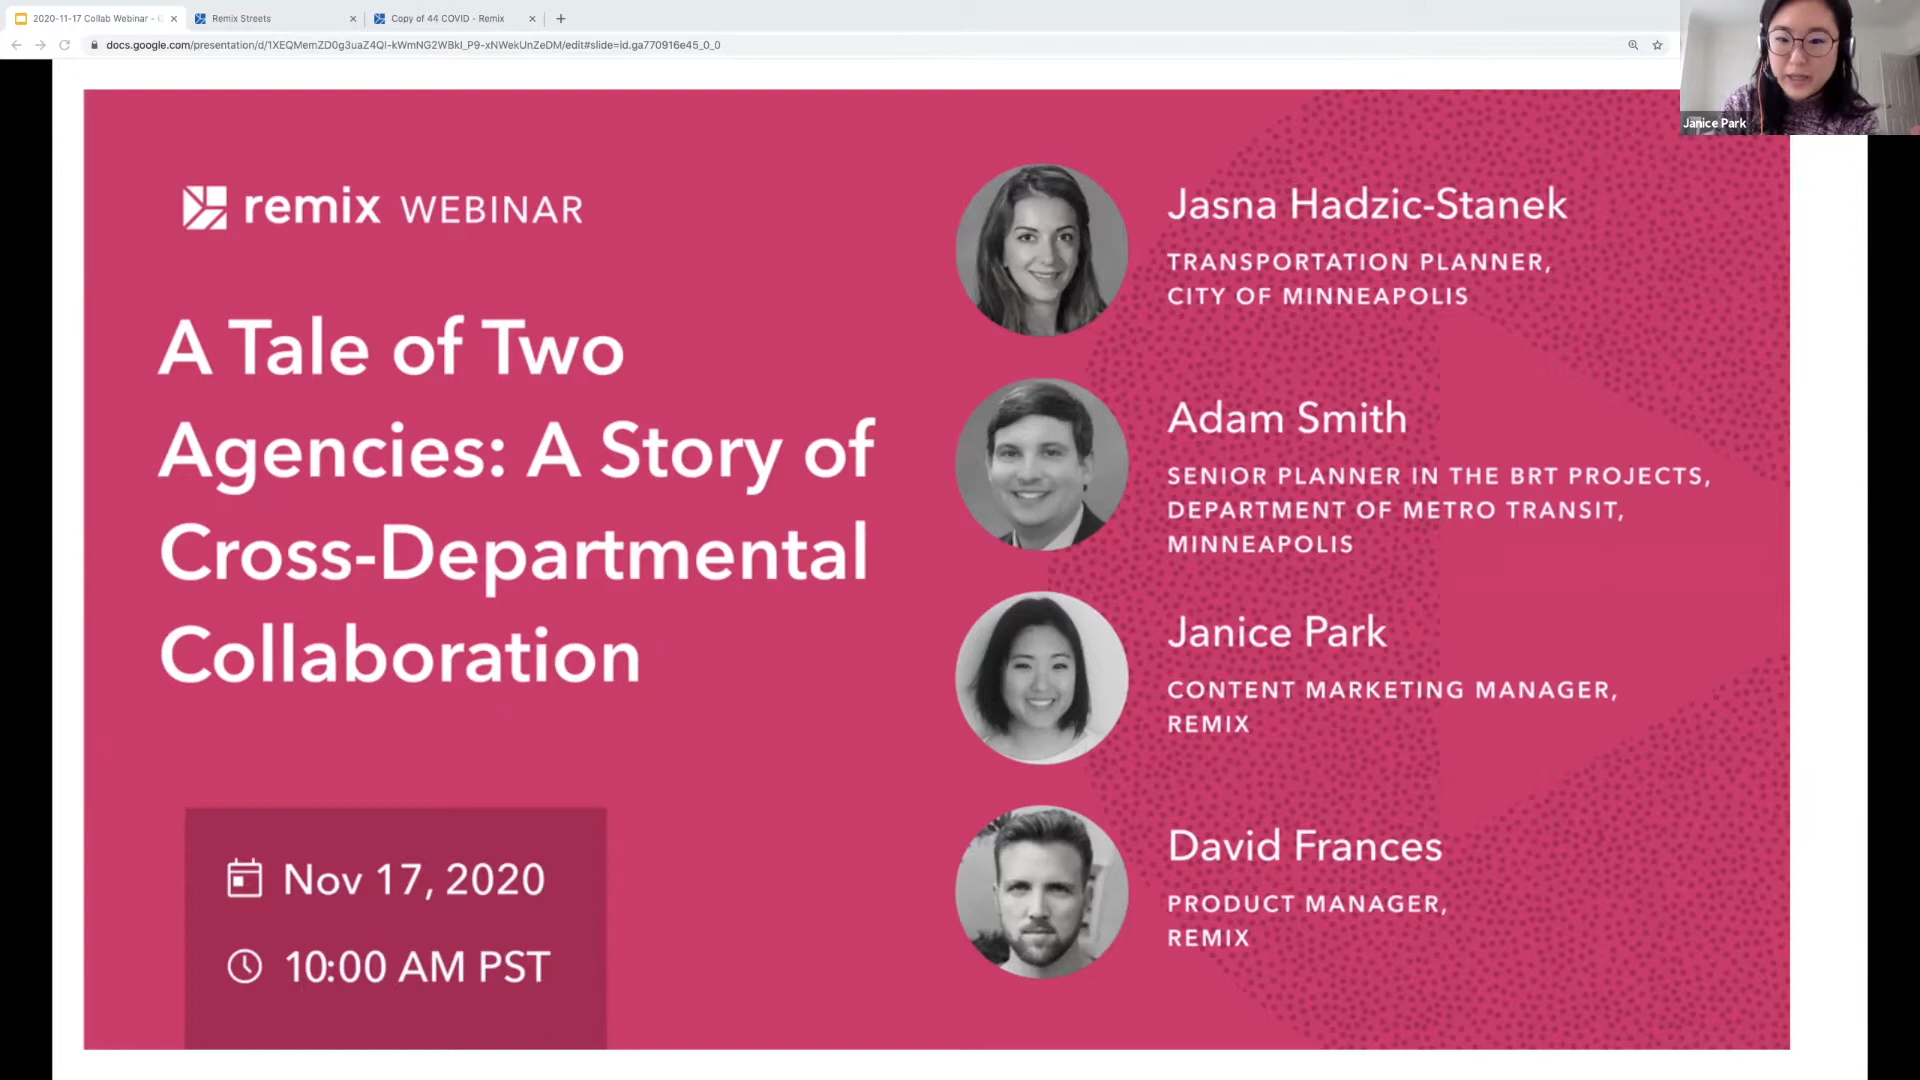 2020-11-17 Collab Webinar - G
Remix Streets
Copy of 44 COVID - Remix
docs.google.com/presentation/d/1XEQMemZD0g3uaZ4QI-kWmNG2WBkI_P9-xNWekUnZeDM/edit#slide=id.ga770916e45_0_0
Janice Park
remix WEBINAR
A Tale of Two
Agencies: A Story of
Cross-Departmental
Collaboration
Nov 17, 2020
10:00 AM PST
Jasna Hadzic-Stanek
TRANSPORTATION PLANNER,
CITY OF MINNEAPOLIS
Adam Smith
SENIOR PLANNER IN THE BRT PROJECTS,
DEPARTMENT OF METRO TRANSIT,
MINNEAPOLIS
Janice Park
CONTENT MARKETING MANAGER,
REMIX
David Frances
PRODUCT MANAGER,
REMIX